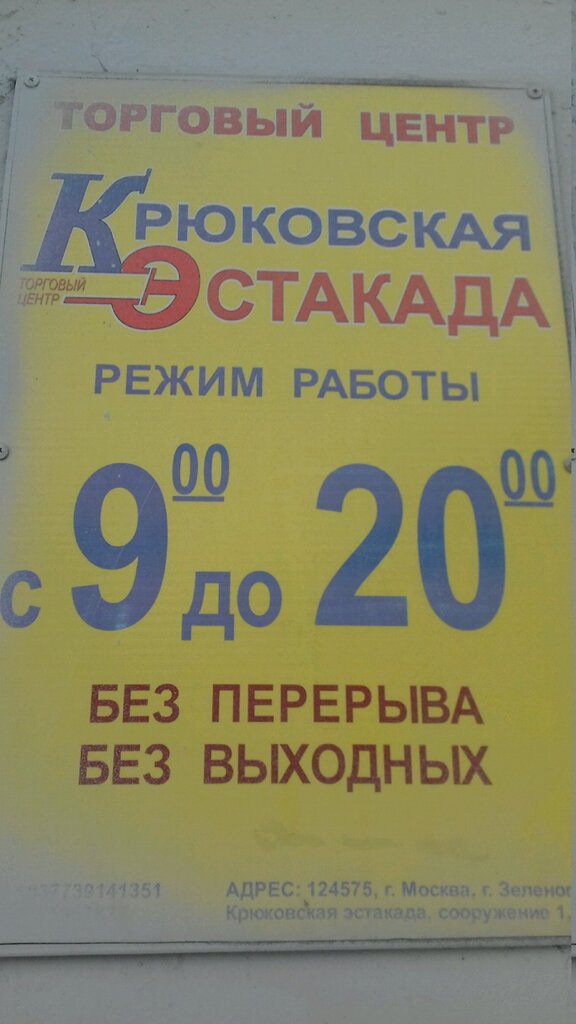 ТОРГОВЫЙ ЦЕНТР
КРЮКОВСКАЯ
ЭСТАКАДА
ТОРГОВЫЙ
ЦЕНТР
РЕЖИМ РАБОТЫ
С 9 00 ДО 20 00
БЕЗ ПЕРЕРЫВА
БЕЗ ВЫХОДНЫХ
АДРЕС: 124575, г. Москва, г. Зеленог
Крюковская эстакада, сооружение 1,